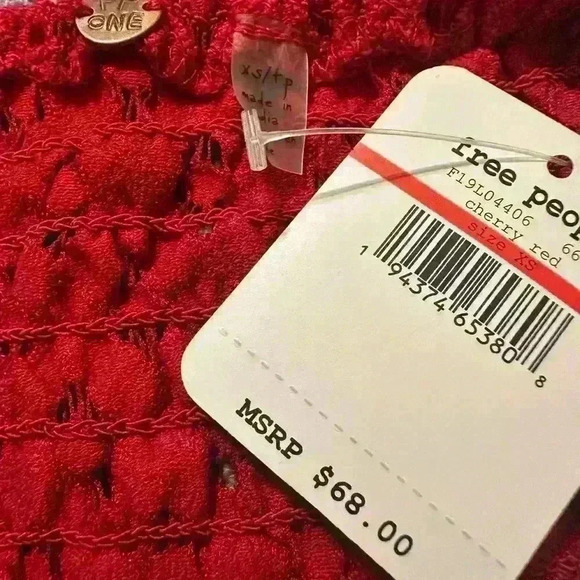 ONE
xs/tp
made in
free peop
F19L04406 66
cherry red
size XS
1 94374 65380 8
MSRP $68.00